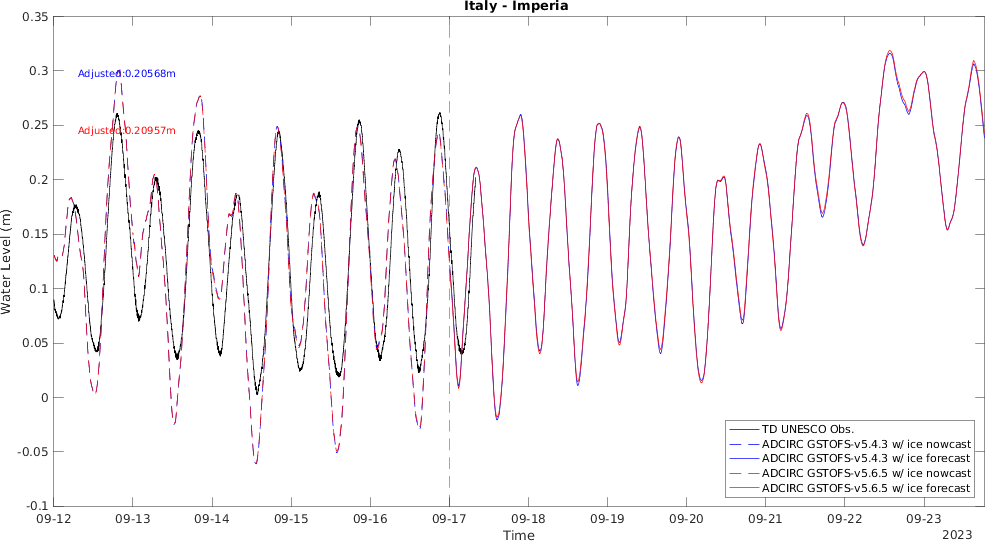 Italy - Imperia
0.35
0.3
0.25
0.2
0.15
0.1
0.05
0
-0.05
-0.1
Water Level (m)
Adjusted:0.20568m
Adjusted:0.20957m
TD UNESCO Obs.
ADCIRC GSTOFS-v5.4.3 w/ ice nowcast
ADCIRC GSTOFS-v5.4.3 w/ ice forecast
ADCIRC GSTOFS-v5.6.5 w/ ice nowcast
ADCIRC GSTOFS-v5.6.5 w/ ice forecast
09-12 09-13 09-14 09-15 09-16 09-17 09-18 09-19 09-20 09-21 09-22 09-23
Time
2023